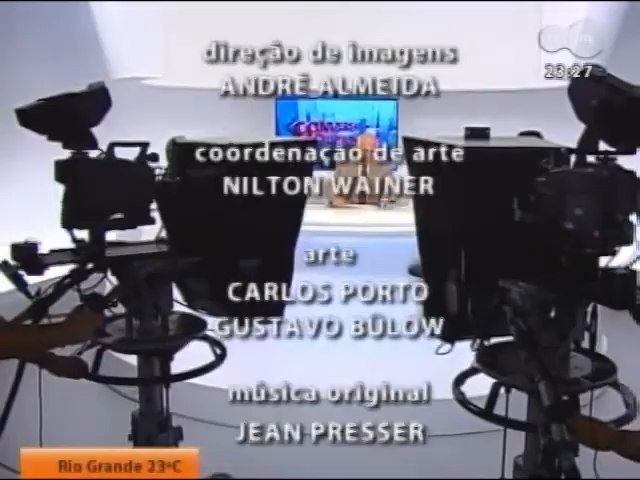 direção de imagens
ANDRÉ ALMEIDA
23:27
CONVERSAS
coordenação de arte
NILTON WAINER
arte
CARLOS PORTO
GUSTAVO BÜLOW
música original
JEAN PRESSER
Rio Grande 23ºC